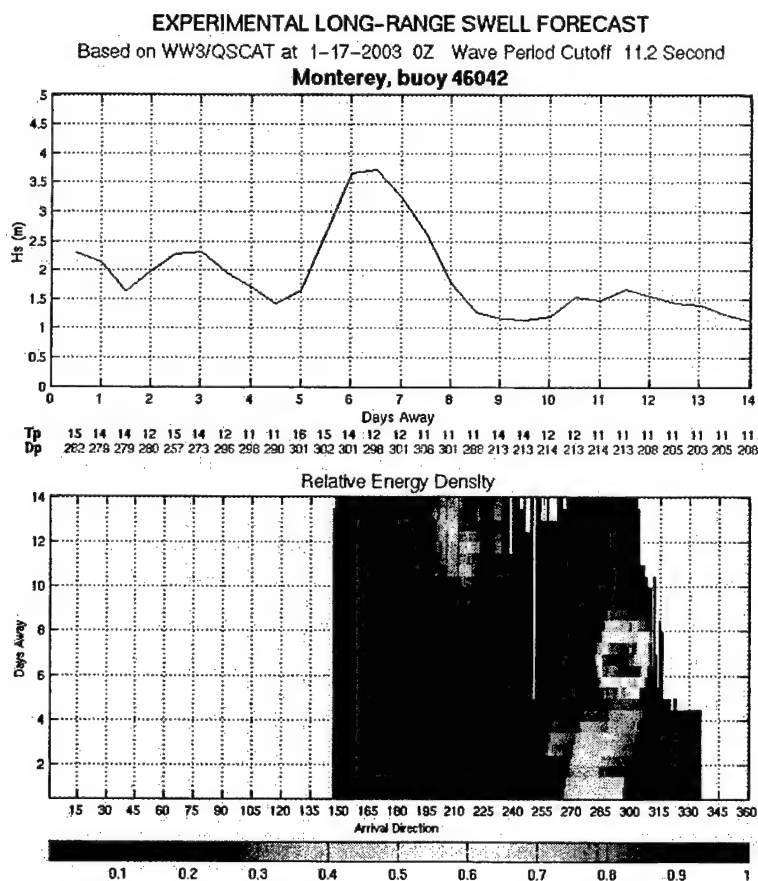 EXPERIMENTAL LONG-RANGE SWELL FORECAST
Based on WW3/QSCAT at 1-17-2003 0Z Wave Period Cutoff 11.2 Second
Monterey, buoy 46042
5
4.5
4
3.5
3
2.5
2
1.5
1
0.5
0
Hs (m)
0 1 2 3 4 5 6 7 8 9 10 11 12 13 14
Days Away
Tp 15 14 14 12 15 14 12 11 11 16 15 14 12 12 11 11 11 14 14 12 12 11 11 11 11 11 11 11
Dp 282 279 280 257 273 296 298 290 301 302 301 298 301 306 301 288 213 213 214 213 214 213 208 205 203 205 208
Relative Energy Density
14
12
10
8
6
4
2
Days Away
15 30 45 60 75 90 105 120 135 150 165 180 195 210 225 240 255 270 285 300 315 330 345 360
Arrival Direction
0.1 0.2 0.3 0.4 0.5 0.6 0.7 0.8 0.9 1